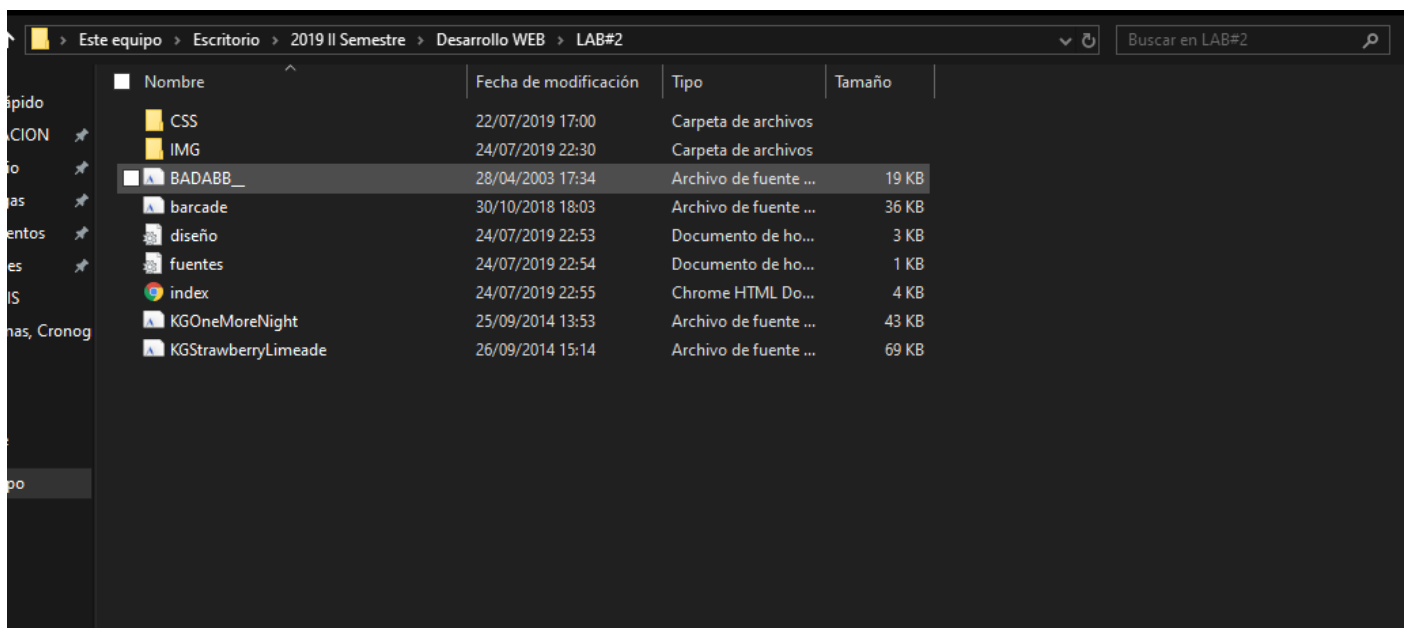 > Este equipo > Escritorio > 2019 II Semestre > Desarrollo WEB > LAB#2
Buscar en LAB#2
Nombre Fecha de modificación Tipo Tamaño
ápido
ACION
io
gas
entos
es
IS
nas, Cronog
po
CSS 22/07/2019 17:00 Carpeta de archivos
IMG 24/07/2019 22:30 Carpeta de archivos
BADABB__ 28/04/2003 17:34 Archivo de fuente ... 19 KB
barcade 30/10/2018 18:03 Archivo de fuente ... 36 KB
diseño 24/07/2019 22:53 Documento de ho... 3 KB
fuentes 24/07/2019 22:54 Documento de ho... 1 KB
index 24/07/2019 22:55 Chrome HTML Do... 4 KB
KGOneMoreNight 25/09/2014 13:53 Archivo de fuente ... 43 KB
KGStrawberryLimeade 26/09/2014 15:14 Archivo de fuente ... 69 KB